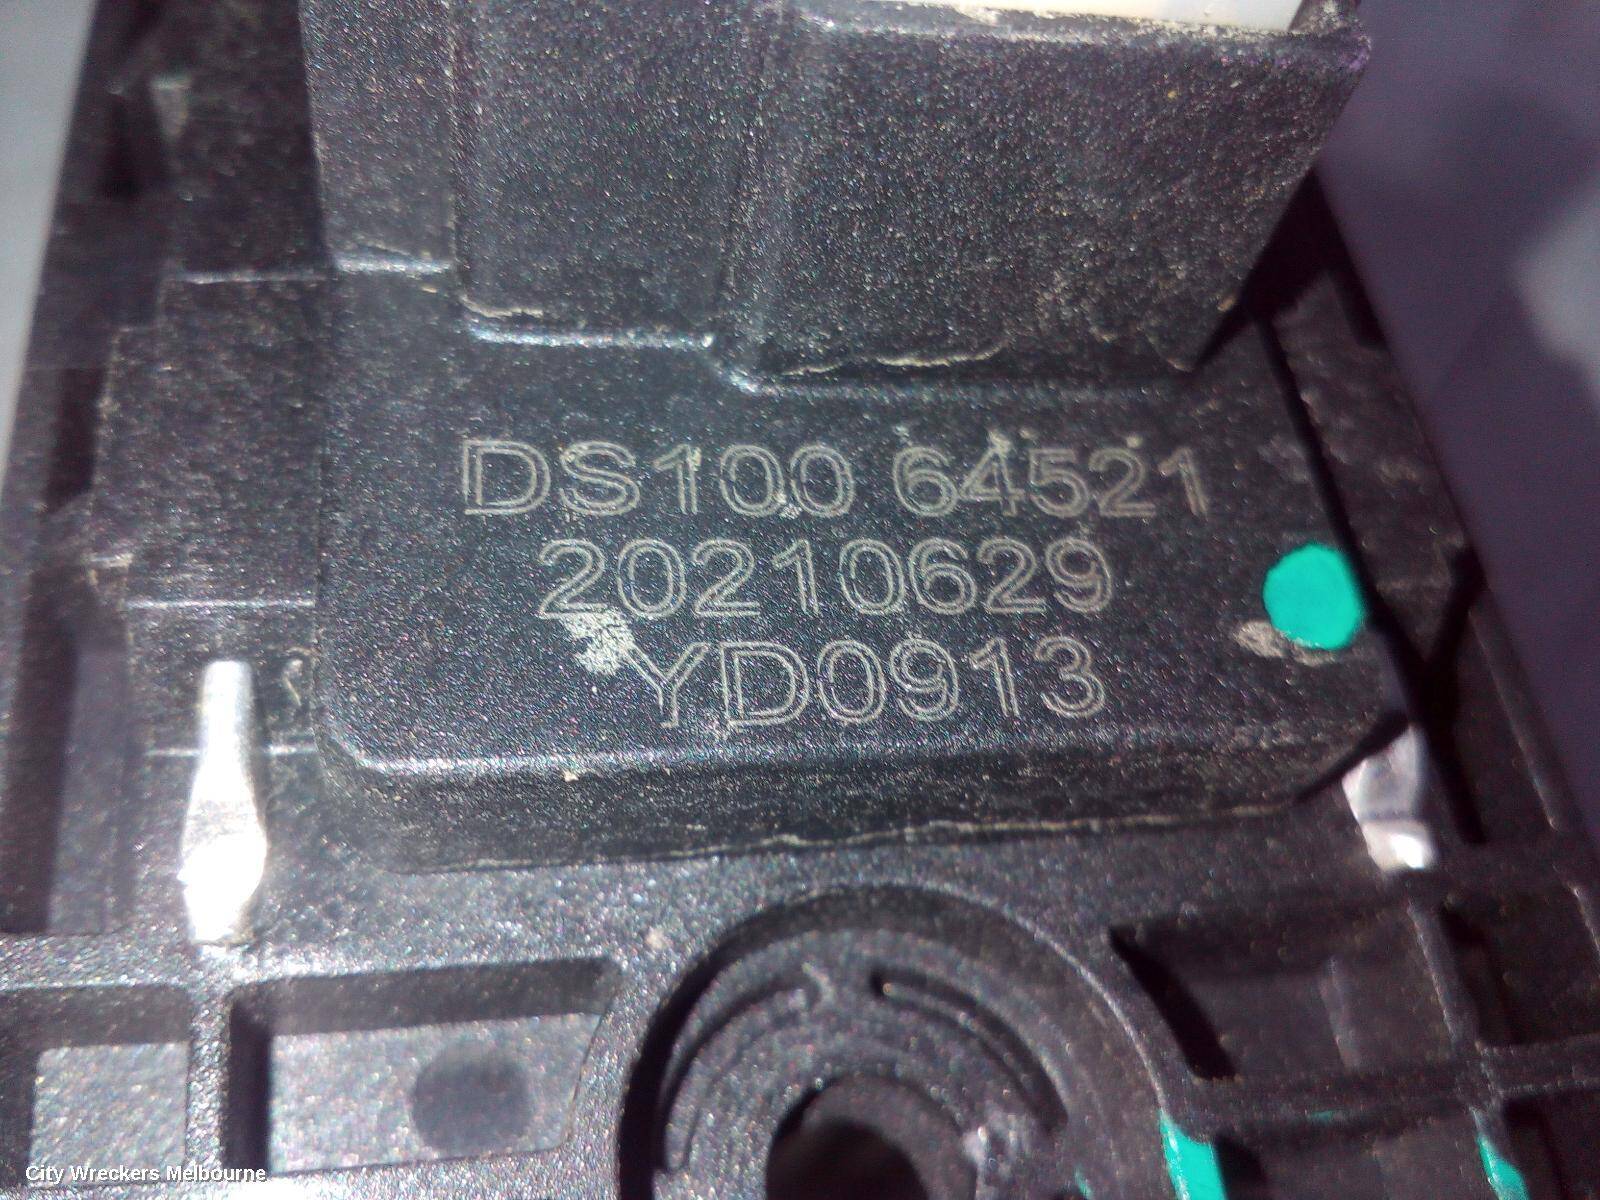 DS100 64521
20210629
YD0913
City Wreckers Melbourne